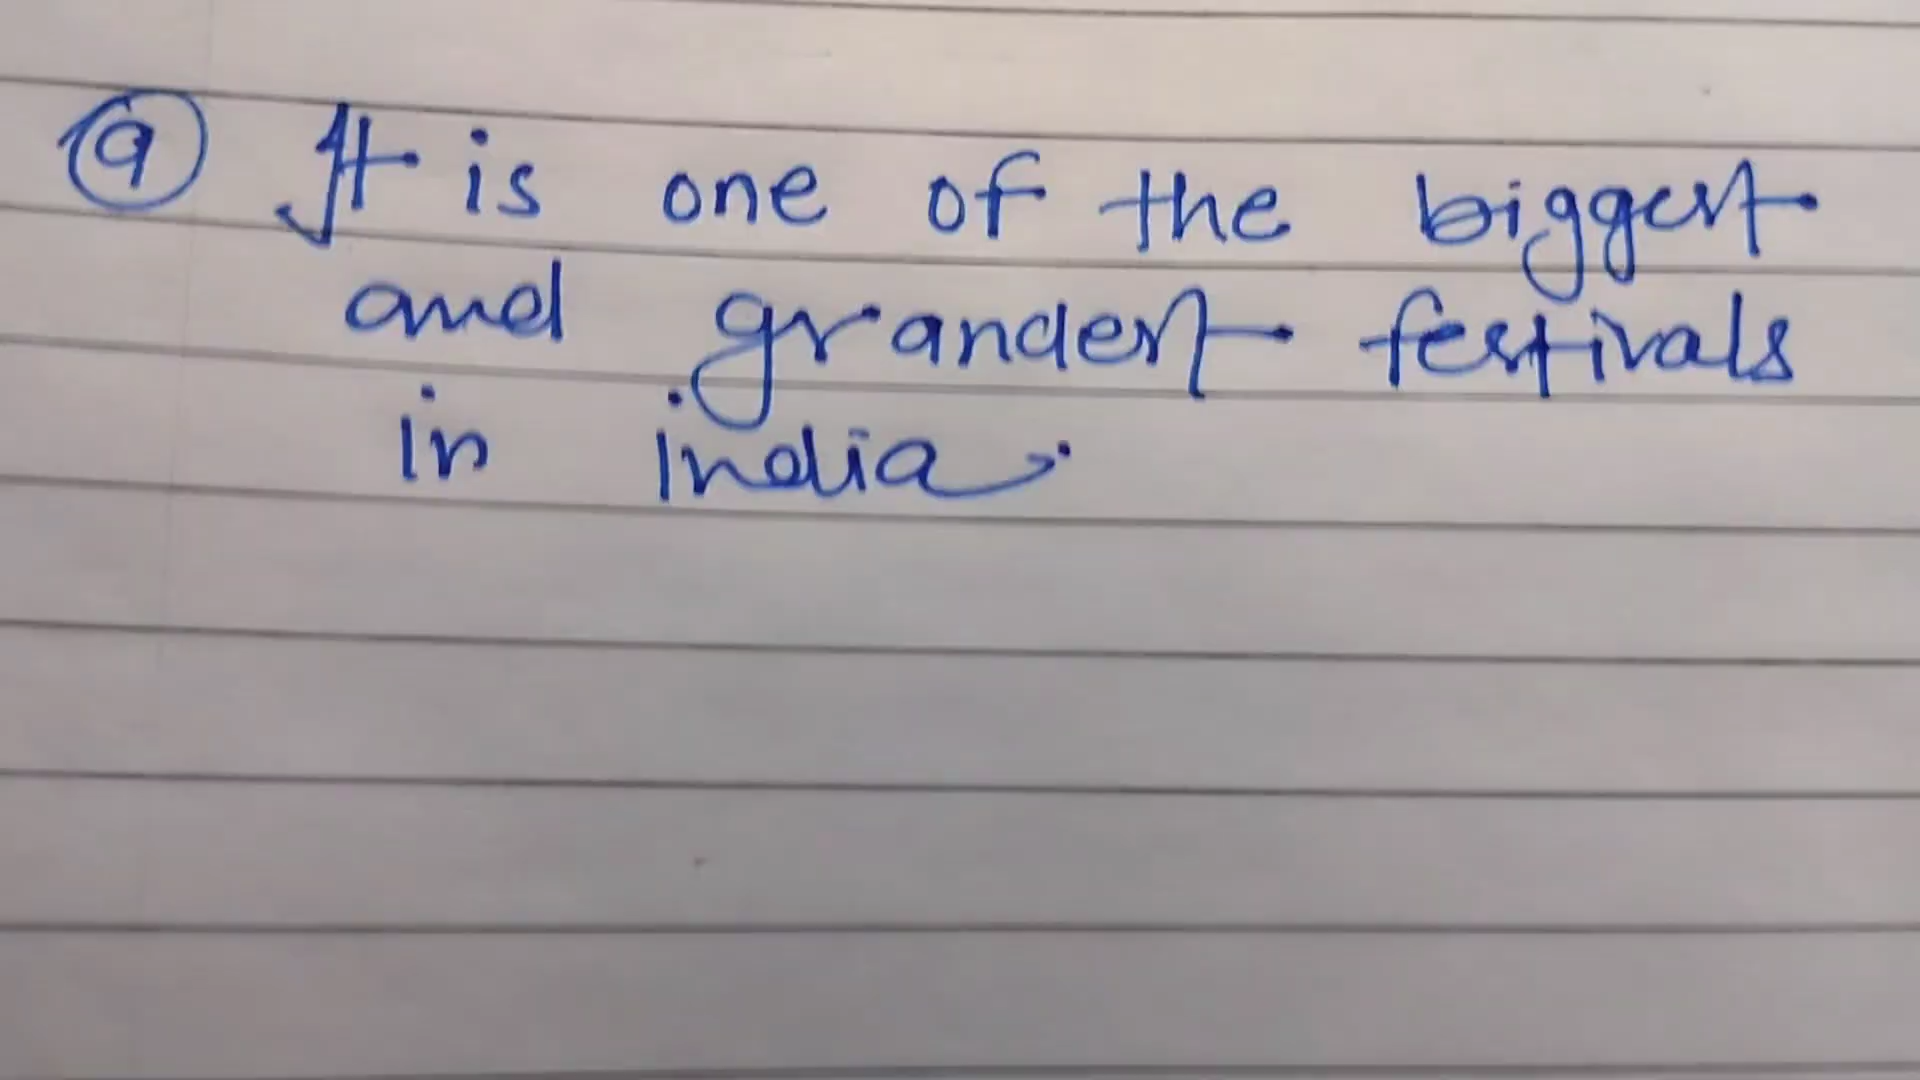 9 It is one of the biggest
and grandest festivals
in india.